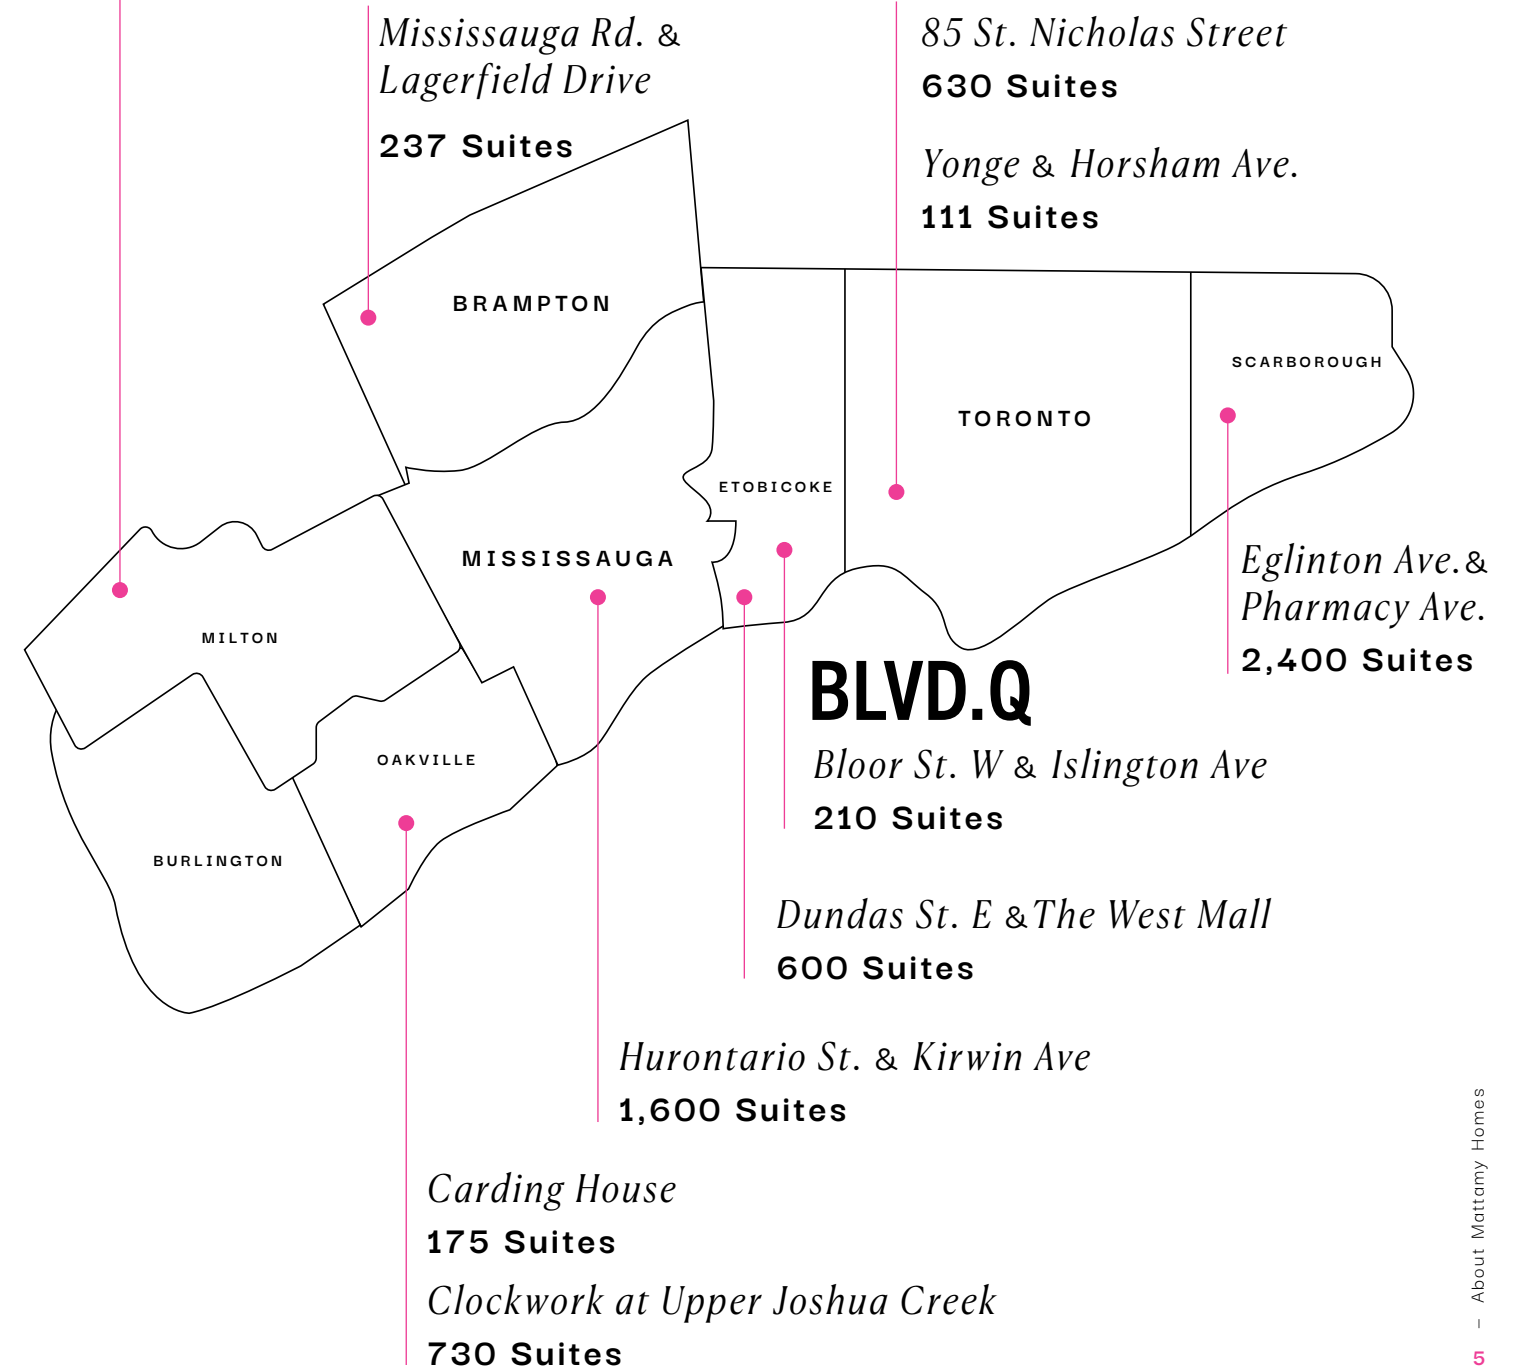 Mississauga Rd. &
Lagerfield Drive
237 Suites
85 St. Nicholas Street
630 Suites
Yonge & Horsham Ave.
111 Suites
BRAMPTON
SCARBOROUGH
TORONTO
ETOBICOKE
MISSISSAUGA
MILTON
OAKVILLE
BURLINGTON
Eglinton Ave.&
Pharmacy Ave.
2,400 Suites
BLVD.Q
Bloor St. W & Islington Ave
210 Suites
Dundas St. E &The West Mall
600 Suites
Hurontario St. & Kirwin Ave
1,600 Suites
Carding House
175 Suites
Clockwork at Upper Joshua Creek
730 Suites
5 – About Mattamy Homes